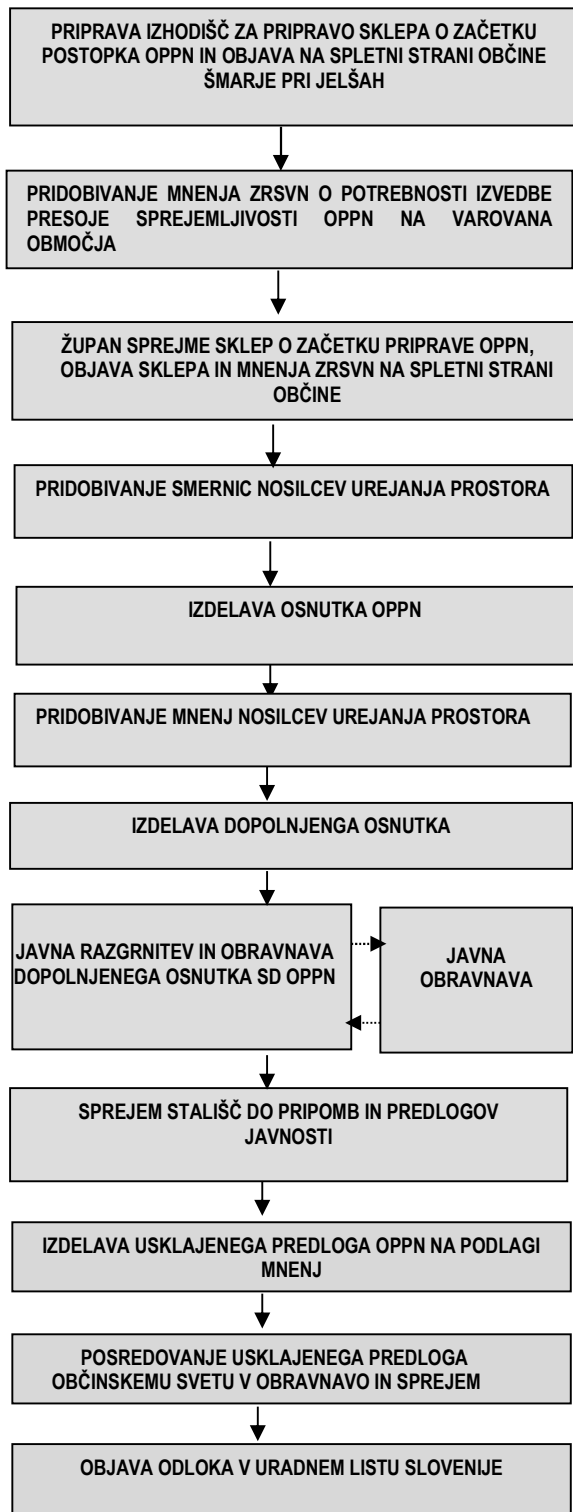 PRIPRAVA IZHODIŠČ ZA PRIPRAVO SKLEPA O ZAČETKU
POSTOPKA OPPN IN OBJAVA NA SPLETNI STRANI OBČINE
ŠMARJE PRI JELŠAH
PRIDOBIVANJE MNENJA ZRSVN O POTREBNOSTI IZVEDBE
PRESOJE SPREJEMLJIVOSTI OPPN NA VAROVANA
OBMOČJA
ŽUPAN SPREJME SKLEP O ZAČETKU PRIPRAVE OPPN,
OBJAVA SKLEPA IN MNENJA ZRSVN NA SPLETNI STRANI
OBČINE
PRIDOBIVANJE SMERNIC NOSILCEV UREJANJA PROSTORA
IZDELAVA OSNUTKA OPPN
PRIDOBIVANJE MNENJ NOSILCEV UREJANJA PROSTORA
IZDELAVA DOPOLNJENGA OSNUTKA
JAVNA RAZGRNITEV IN OBRAVNAVA
DOPOLNJENEGA OSNUTKA SD OPPN
JAVNA
OBRAVNAVA
SPREJEM STALIŠČ DO PRIPOMB IN PREDLOGOV
JAVNOSTI
IZDELAVA USKLAJENEGA PREDLOGA OPPN NA PODLAGI
MNENJ
POSREDOVANJE USKLAJENEGA PREDLOGA
OBČINSKEMU SVETU V OBRAVNAVO IN SPREJEM
OBJAVA ODLOKA V URADNEM LISTU SLOVENIJE